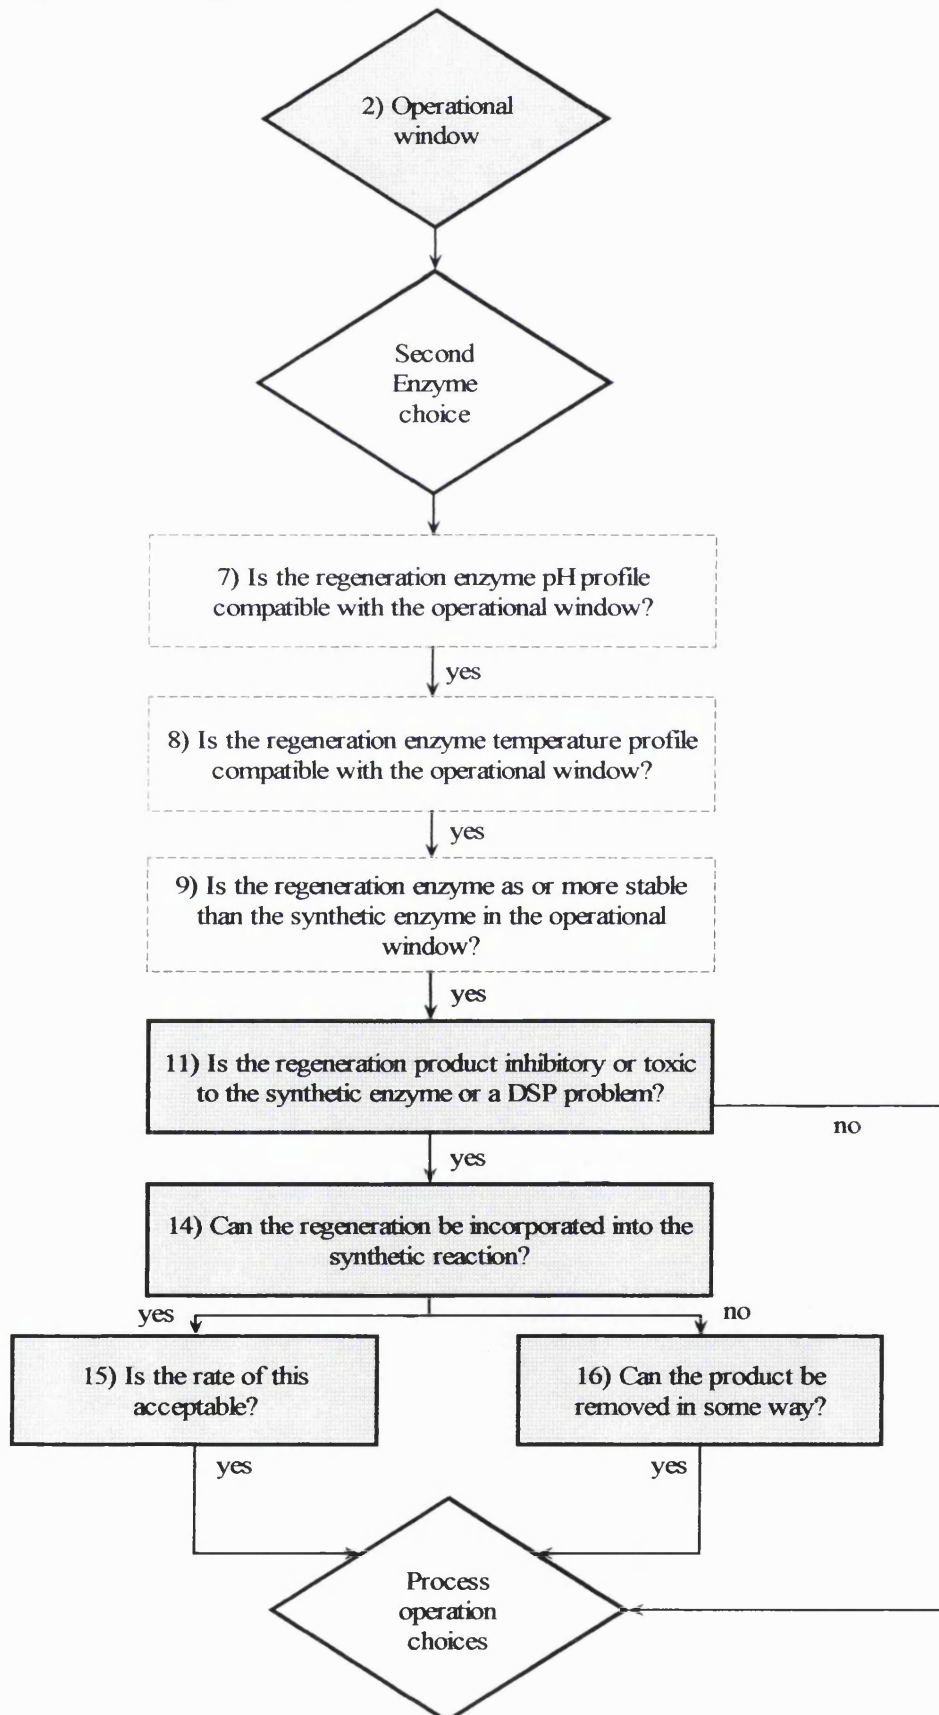 2) Operational
window
Second
Enzyme
choice
7) Is the regeneration enzyme pH profile
compatible with the operational window?
yes
8) Is the regeneration enzyme temperature profile
compatible with the operational window?
yes
9) Is the regeneration enzyme as or more stable
than the synthetic enzyme in the operational
window?
yes
11) Is the regeneration product inhibitory or toxic
to the synthetic enzyme or a DSP problem?
no
yes
14) Can the regeneration be incorporated into the
synthetic reaction?
yes
no
15) Is the rate of this
acceptable?
16) Can the product be
removed in some way?
yes
yes
Process
operation
choices